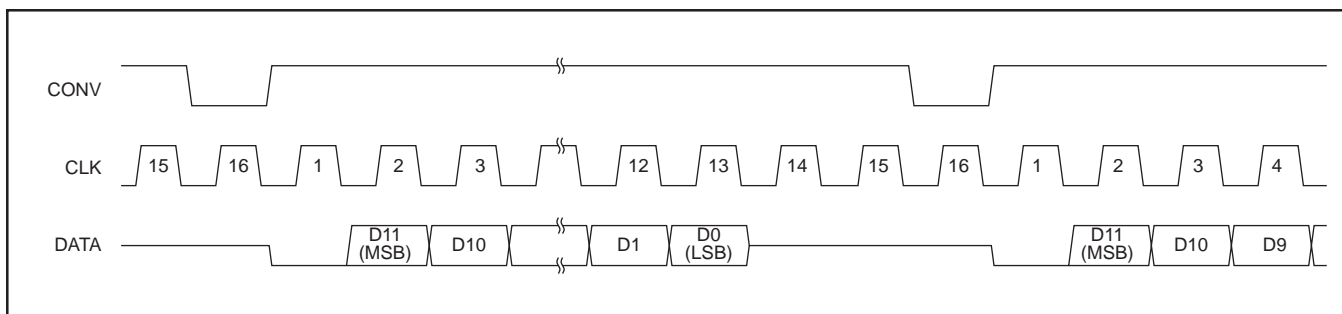 CONV
CLK 15 16 1 2 3 12 13 14 15 16 1 2 3 4
DATA D11 (MSB) D10 D1 D0 (LSB) D11 (MSB) D10 D9